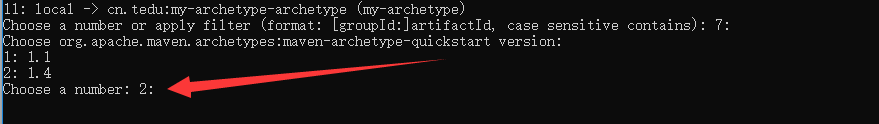 11: local -> cn.tedu:my-archetype-archetype (my-archetype)
Choose a number or apply filter (format: [groupId:]artifactId, case sensitive contains): 7:
Choose org.apache.maven.archetypes:maven-archetype-quickstart version:
1: 1.1
2: 1.4
Choose a number: 2: